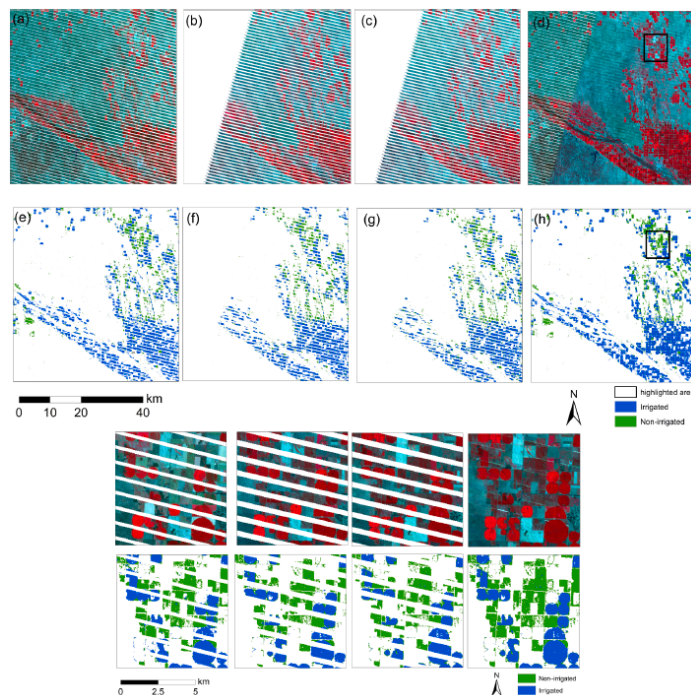 (a)
(b)
(c)
(d)
(e)
(f)
(g)
(h)
km
0 10 20 40
N
highlighted are
Irrigated
Non-irrigated
km
0 2.5 5
N
Non-irrigated
Irrigated